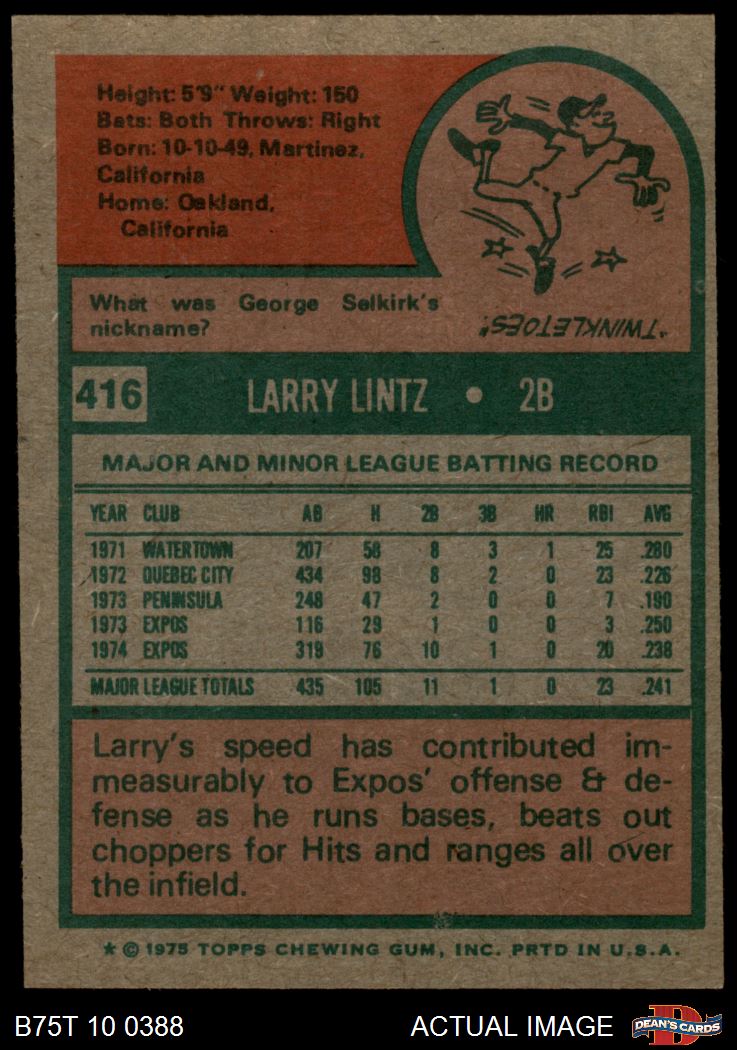 Height: 5'9" Weight: 150
Bats: Both Throws: Right
Born: 10-10-49, Martinez,
California
Home: Oakland,
California
What was George Selkirk's
nickname?
"TWINKLETOES!"
416 LARRY LINTZ • 2B
MAJOR AND MINOR LEAGUE BATTING RECORD
YEAR CLUB AB H 2B 3B HR RBI AVG
1971 WATERTOWN 207 58 8 3 1 25 .280
1972 QUEBEC CITY 434 98 8 2 0 23 .226
1973 PENINSULA 248 47 2 0 0 7 .190
1973 EXPOS 116 29 1 0 0 3 .250
1974 EXPOS 319 76 10 1 0 20 .238
MAJOR LEAGUE TOTALS 435 105 11 1 0 23 .241
Larry's speed has contributed im-
measurably to Expos' offense & de-
fense as he runs bases, beats out
choppers for Hits and ranges all over
the infield.
* © 1975 TOPPS CHEWING GUM, INC. PRTD IN U.S.A.
B75T 10 0388 ACTUAL IMAGE DEAN'S CARDS